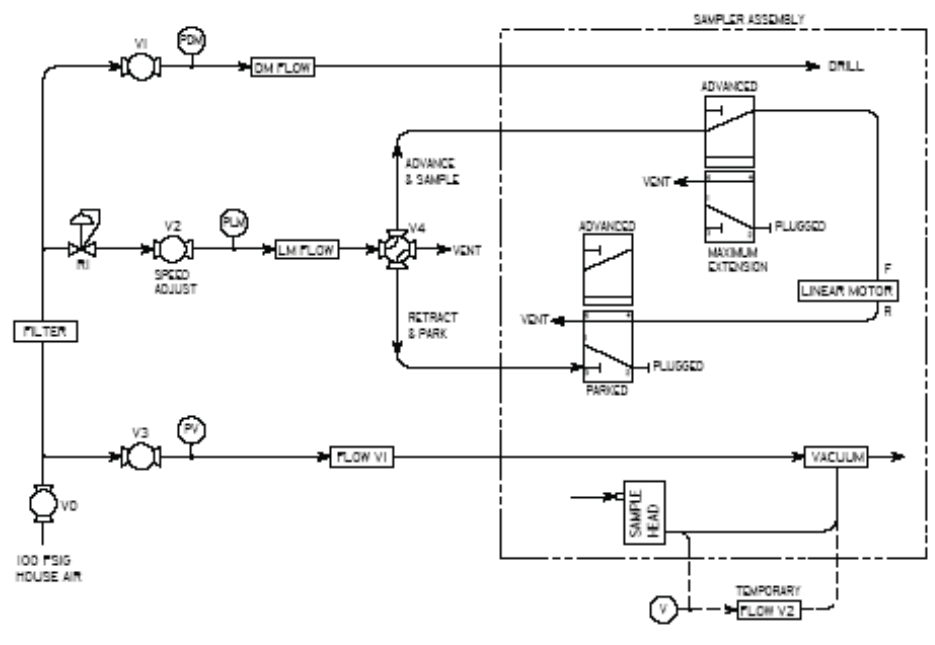 SAMPLER ASSEMBLY
V1
PDM
DM FLOW
DRILL
ADVANCED
ADVANCE
& SAMPLE
VENT
PLUGGED
V2
PLM
V4
R1
LM FLOW
VENT
ADVANCED
MAXIMUM
EXTENSION
SPEED
ADJUST
F
LINEAR MOTOR
R
FILTER
RETRACT
& PARK
VENT
PLUGGED
PARKED
V3
PV
FLOW V1
VACUUM
V0
SAMPLE
HEAD
100 PSIG
HOUSE AIR
TEMPORARY
V
FLOW V2